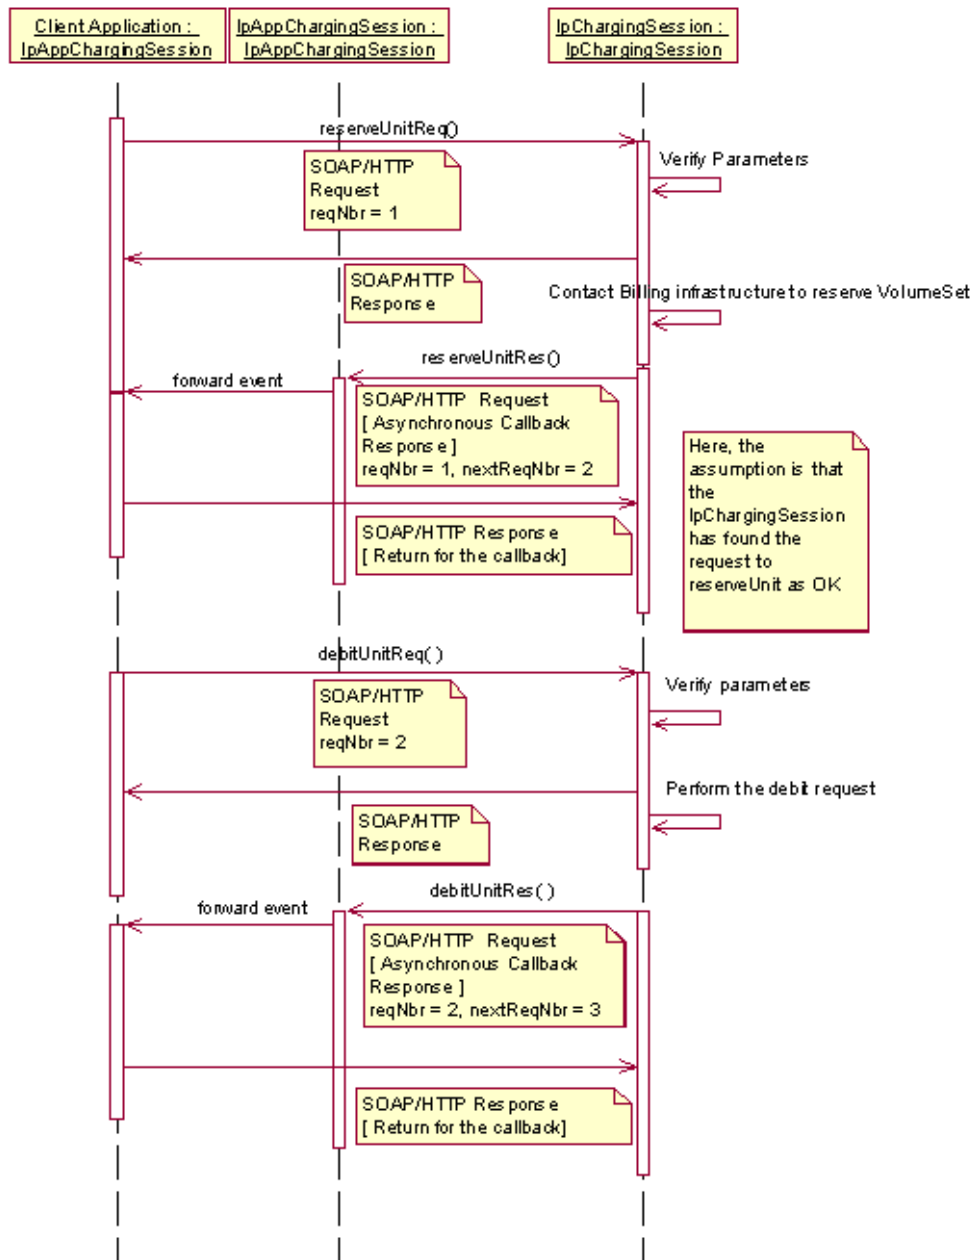 Client Application :
IpAppChargingSession
IpAppChargingSession :
IpAppChargingSession
IpChargingSession :
IpChargingSession
reserveUnitReq()
SOAP/HTTP
Request
reqNbr = 1
Verify Parameters
SOAP/HTTP
Response
Contact Billing infrastructure to reserve VolumeSet
reserveUnitRes()
forward event
SOAP/HTTP Request
[ Asynchronous Callback
Response ]
reqNbr = 1, nextReqNbr = 2
Here, the
assumption is that
the
IpChargingSession
has found the
request to
reserveUnit as OK
SOAP/HTTP Response
[ Return for the callback]
debitUnitReq( )
SOAP/HTTP
Request
reqNbr = 2
Verify parameters
Perform the debit request
SOAP/HTTP
Response
debitUnitRes( )
forward event
SOAP/HTTP Request
[ Asynchronous Callback
Response ]
reqNbr = 2, nextReqNbr = 3
SOAP/HTTP Response
[ Return for the callback]